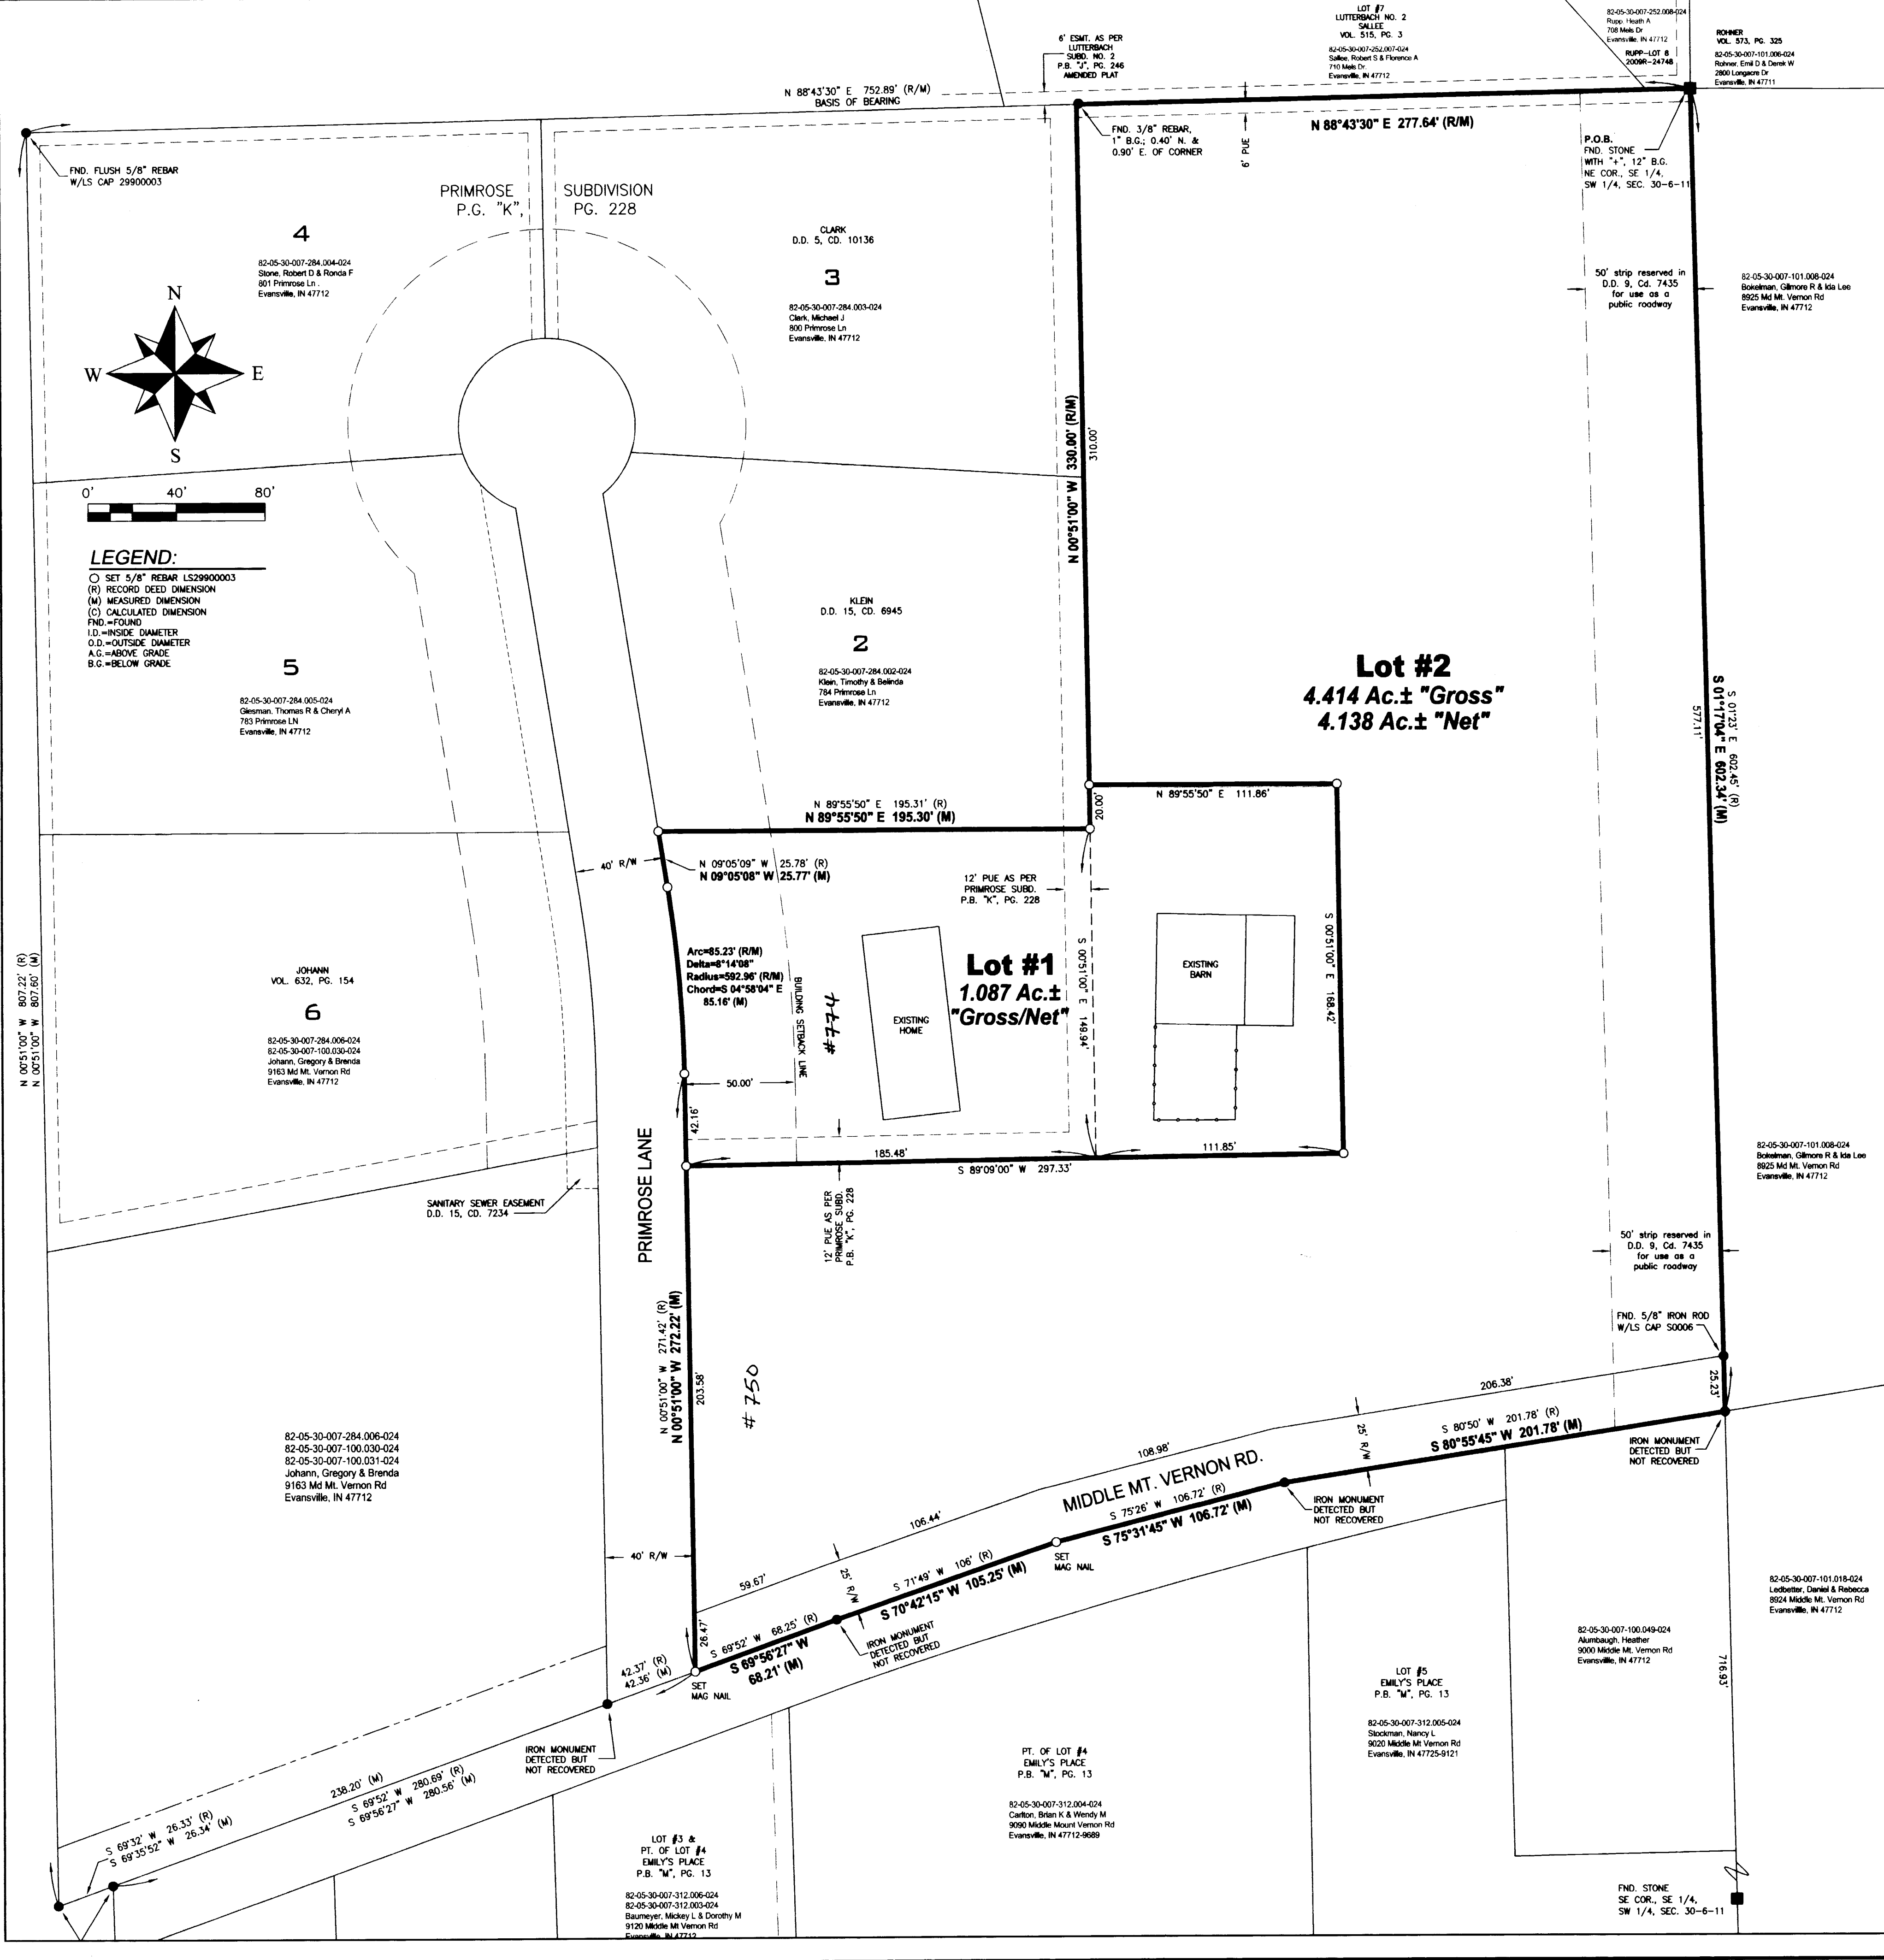 LOT #7
LUTTERBACH NO. 2
SALLEE
VOL. 515, PG. 3
82-05-30-007-252.007-024
Sallee, Robert S & Florence A
710 Mels Dr.
Evansville, IN 47712
82-05-30-007-252.008-024
Rupp. Heath A
708 Mels Dr
Evansville, IN 47712
RUPP-LOT 8
2009R-24748
ROHNER
VOL. 573, PG. 325
82-05-30-007-101.006-024
Rohner, Emil D & Derek W
2800 Longacre Dr
Evansville, IN 47711
6' ESMT. AS PER
LUTTERBACH
SUBD. NO. 2
P.B. "J", PG. 246
AMENDED PLAT
N 88°43'30" E 752.89' (R/M)
BASIS OF BEARING
FND. 3/8" REBAR,
1" B.G.; 0.40' N. &
0.90' E. OF CORNER
6' PUE
N 88°43'30" E 277.64' (R/M)
P.O.B.
FND. STONE
WITH "+", 12" B.G.
NE COR., SE 1/4,
SW 1/4, SEC. 30-6-11
FND. FLUSH 5/8" REBAR
W/LS CAP 29900003
PRIMROSE SUBDIVISION
P.G. "K", PG. 228
4
82-05-30-007-284.004-024
Stone, Robert D & Ronda F
801 Primrose Ln .
Evansville, IN 47712
CLARK
D.D. 5, CD. 10136
3
82-05-30-007-284.003-024
Clark, Michael J
800 Primrose Ln
Evansville, IN 47712
50' strip reserved in
D.D. 9, Cd. 7435
for use as a
public roadway
82-05-30-007-101.008-024
Bokelman, Gilmore R & Ida Lee
8925 Md Mt. Vernon Rd
Evansville, IN 47712
N
W E
S
0' 40' 80'
LEGEND:
SET 5/8" REBAR LS29900003
(R) RECORD DEED DIMENSION
(M) MEASURED DIMENSION
(C) CALCULATED DIMENSION
FND.=FOUND
I.D.=INSIDE DIAMETER
O.D.=OUTSIDE DIAMETER
A.G.=ABOVE GRADE
B.G.=BELOW GRADE
N 00°51'00" W 330.00' (R/M)
310.00'
5
82-05-30-007-284.005-024
Giesman, Thomas R & Cheryl A
783 Primrose LN
Evansville, IN 47712
KLEIN
D.D. 15, CD. 6945
2
82-05-30-007-284.002-024
Klein, Timothy & Belinda
784 Primrose Ln
Evansville, IN 47712
Lot #2
4.414 Ac.± "Gross"
4.138 Ac.± "Net"
577.11'
S 01°17'04" E 602.34' (M)
S 01°23' E 602.45' (R)
N 89°55'50" E 195.31' (R)
N 89°55'50" E 195.30' (M)
20.00'
N 89°55'50" E 111.86'
40' R/W
N 09°05'09" W 25.78' (R)
N 09°05'08" W 25.77' (M)
12' PUE AS PER
PRIMROSE SUBD.
P.B. "K", PG. 228
Arc=85.23' (R/M)
Delta=8°14'08"
Radius=592.96' (R/M)
Chord=S 04°58'04" E
85.16' (M)
BUILDING SETBACK LINE
#774
EXISTING
HOME
Lot #1
1.087 Ac.±
"Gross/Net"
S 00°51'00" E 149.94'
EXISTING
BARN
S 00°51'00" E 168.42'
N 00°51'00" W 807.22' (R)
N 00°51'00" W 807.60' (M)
JOHANN
VOL. 632, PG. 154
6
82-05-30-007-284.006-024
82-05-30-007-100.030-024
Johann, Gregory & Brenda
9163 Md Mt. Vernon Rd
Evansville, IN 47712
50.00'
42.16'
185.48'
111.85'
S 89°09'00" W 297.33'
82-05-30-007-101.008-024
Bokelman, Gilmore R & Ida Lee
8925 Md Mt. Vernon Rd
Evansville, IN 47712
SANITARY SEWER EASEMENT
D.D. 15, CD. 7234
PRIMROSE LANE
12' PUE AS PER
PRIMROSE SUBD.
P.B. "K", PG. 228
50' strip reserved in
D.D. 9, Cd. 7435
for use as a
public roadway
FND. 5/8" IRON ROD
W/LS CAP S0006
N 00°51'00" W 271.42' (R)
N 00°51'00" W 272.22' (M)
203.58'
# 750
25.23'
206.38'
S 80°50' W 201.78' (R)
S 80°55'45" W 201.78' (M)
25' R/W
IRON MONUMENT
DETECTED BUT
NOT RECOVERED
82-05-30-007-284.006-024
82-05-30-007-100.030-024
82-05-30-007-100.031-024
Johann, Gregory & Brenda
9163 Md Mt. Vernon Rd
Evansville, IN 47712
108.98'
MIDDLE MT. VERNON RD.
S 75°26' W 106.72' (R)
S 75°31'45" W 106.72' (M)
IRON MONUMENT
DETECTED BUT
NOT RECOVERED
106.44'
SET
MAG NAIL
40' R/W
59.67'
25' R/W
S 71°49' W 106' (R)
S 70°42'15" W 105.25' (M)
26.47'
S 69°52' W 68.25' (R)
S 69°56'27" W
68.21' (M)
IRON MONUMENT
DETECTED BUT
NOT RECOVERED
82-05-30-007-101.018-024
Ledbetter, Daniel & Rebecca
8924 Middle Mt. Vernon Rd
Evansville, IN 47712
82-05-30-007-100.049-024
Alumbaugh, Heather
9000 Middle Mt. Vernon Rd
Evansville, IN 47712
716.93'
42.37' (R)
42.36' (M)
SET
MAG NAIL
LOT #5
EMILY'S PLACE
P.B. "M", PG. 13
82-05-30-007-312.005-024
Stockman, Nancy L
9020 Middle Mt Vernon Rd
Evansville, IN 47725-9121
IRON MONUMENT
DETECTED BUT
NOT RECOVERED
PT. OF LOT #4
EMILY'S PLACE
P.B. "M", PG. 13
82-05-30-007-312.004-024
Carlton, Brian K & Wendy M
9090 Middle Mount Vernon Rd
Evansville, IN 47712-9689
238.20' (M)
S 69°52' W 280.69' (R)
S 69°56'27" W 280.56' (M)
S 69°32' W 26.33' (R)
S 69°35'52" W 26.34' (M)
LOT #3 &
PT. OF LOT #4
EMILY'S PLACE
P.B. "M", PG. 13
82-05-30-007-312.006-024
82-05-30-007-312.003-024
Baumeyer, Mickey L & Dorothy M
9120 Middle Mt Vernon Rd
Evansville, IN 47712
FND. STONE
SE COR., SE 1/4,
SW 1/4, SEC. 30-6-11